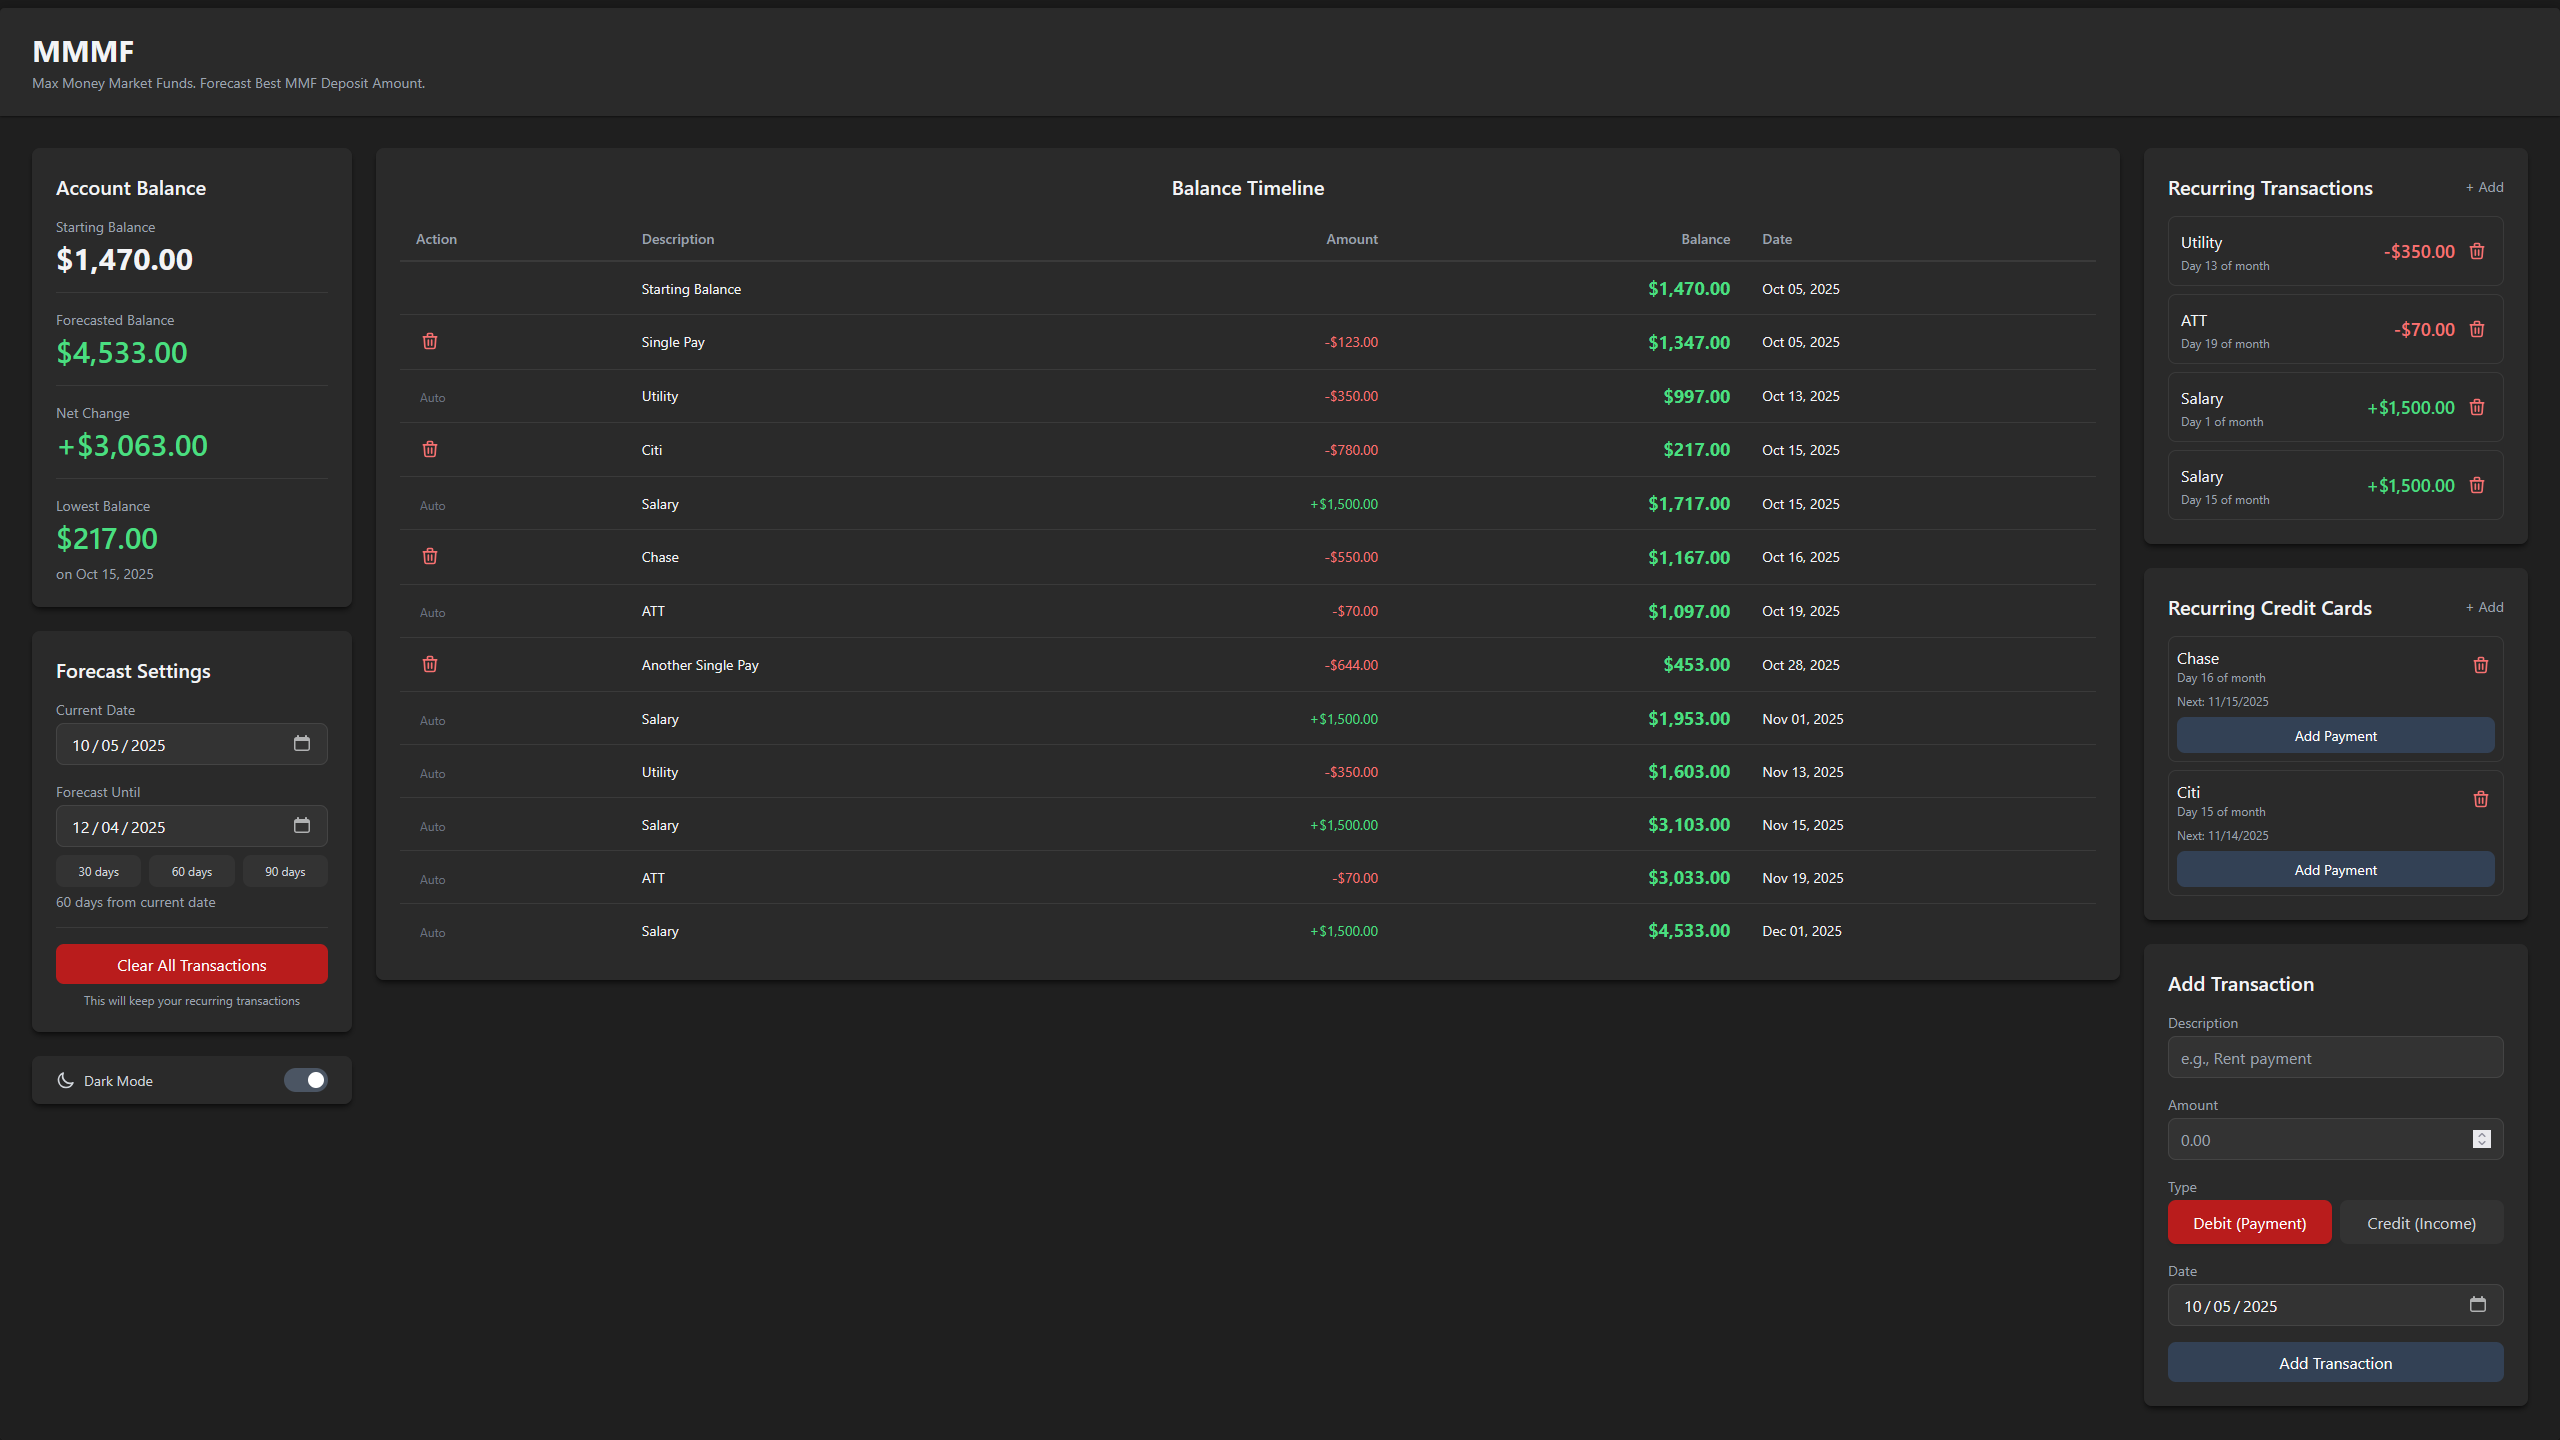 MMMF
Max Money Market Funds. Forecast Best MMF Deposit Amount.
Account Balance
Starting Balance
$1,470.00
Forecasted Balance
$4,533.00
Net Change
+$3,063.00
Lowest Balance
$217.00
on Oct 15, 2025
Forecast Settings
Current Date
10/05/2025
Forecast Until
12/04/2025
30 days 60 days 90 days
60 days from current date
Clear All Transactions
This will keep your recurring transactions
Dark Mode
Balance Timeline
Action Description Amount Balance Date
Starting Balance $1,470.00 Oct 05, 2025
Single Pay -$123.00 $1,347.00 Oct 05, 2025
Auto Utility -$350.00 $997.00 Oct 13, 2025
Citi -$780.00 $217.00 Oct 15, 2025
Auto Salary +$1,500.00 $1,717.00 Oct 15, 2025
Chase -$550.00 $1,167.00 Oct 16, 2025
Auto ATT -$70.00 $1,097.00 Oct 19, 2025
Another Single Pay -$644.00 $453.00 Oct 28, 2025
Auto Salary +$1,500.00 $1,953.00 Nov 01, 2025
Auto Utility -$350.00 $1,603.00 Nov 13, 2025
Auto Salary +$1,500.00 $3,103.00 Nov 15, 2025
Auto ATT -$70.00 $3,033.00 Nov 19, 2025
Auto Salary +$1,500.00 $4,533.00 Dec 01, 2025
Recurring Transactions + Add
Utility -$350.00
Day 13 of month
ATT -$70.00
Day 19 of month
Salary +$1,500.00
Day 1 of month
Salary +$1,500.00
Day 15 of month
Recurring Credit Cards + Add
Chase
Day 16 of month
Next: 11/15/2025
Add Payment
Citi
Day 15 of month
Next: 11/14/2025
Add Payment
Add Transaction
Description
e.g., Rent payment
Amount
0.00
Type
Debit (Payment) Credit (Income)
Date
10/05/2025
Add Transaction